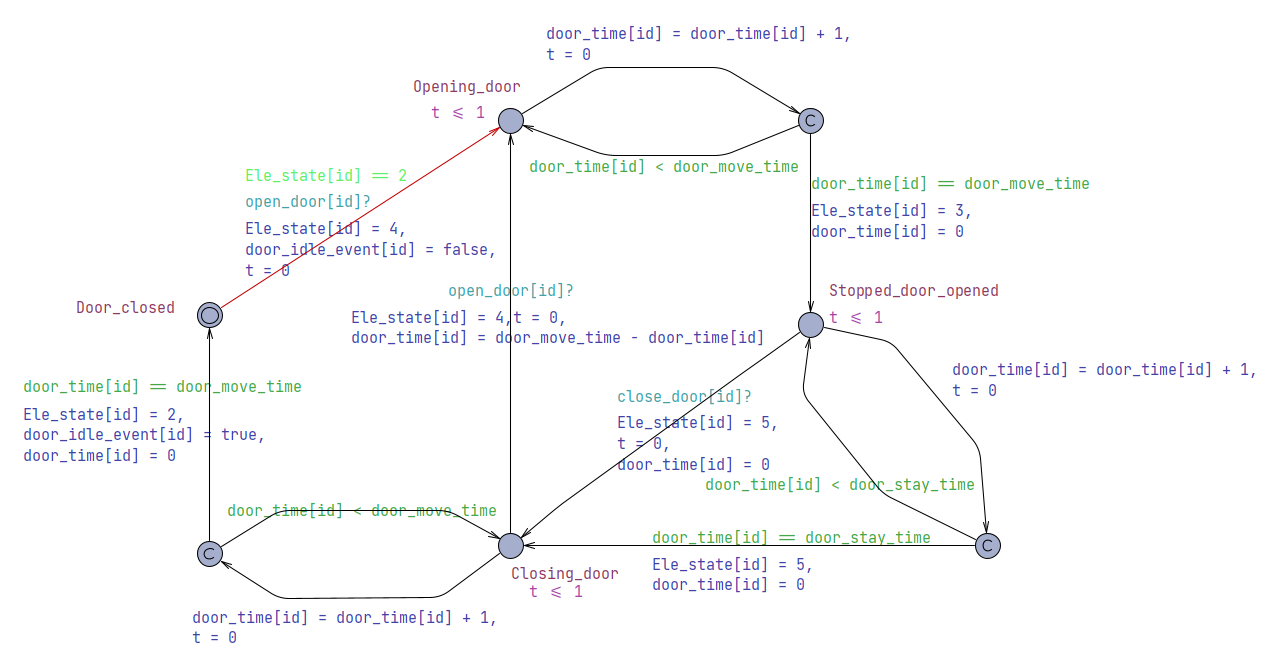 door_time[id] = door_time[id] + 1,
t = 0
Opening_door
t <= 1
C
door_time[id] < door_move_time
Ele_state[id] == 2
open_door[id]?
Ele_state[id] = 4,
door_idle_event[id] = false,
t = 0
door_time[id] == door_move_time
Ele_state[id] = 3,
door_time[id] = 0
Door_closed
open_door[id]?
Ele_state[id] = 4,t = 0,
door_time[id] = door_move_time - door_time[id]
Stopped_door_opened
t <= 1
door_time[id] = door_time[id] + 1,
t = 0
door_time[id] == door_move_time
Ele_state[id] = 2,
door_idle_event[id] = true,
door_time[id] = 0
close_door[id]?
Ele_state[id] = 5,
t = 0,
door_time[id] = 0
door_time[id] < door_stay_time
door_time[id] < door_move_time
C
door_time[id] == door_stay_time
Ele_state[id] = 5,
door_time[id] = 0
C
Closing_door
t <= 1
door_time[id] = door_time[id] + 1,
t = 0